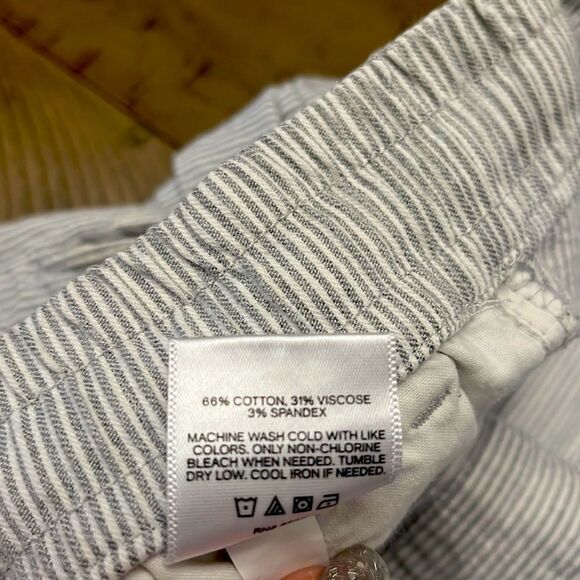 66% COTTON, 31% VISCOSE
3% SPANDEX
MACHINE WASH COLD WITH LIKE
COLORS. ONLY NON-CHLORINE
BLEACH WHEN NEEDED. TUMBLE
DRY LOW. COOL IRON IF NEEDED.